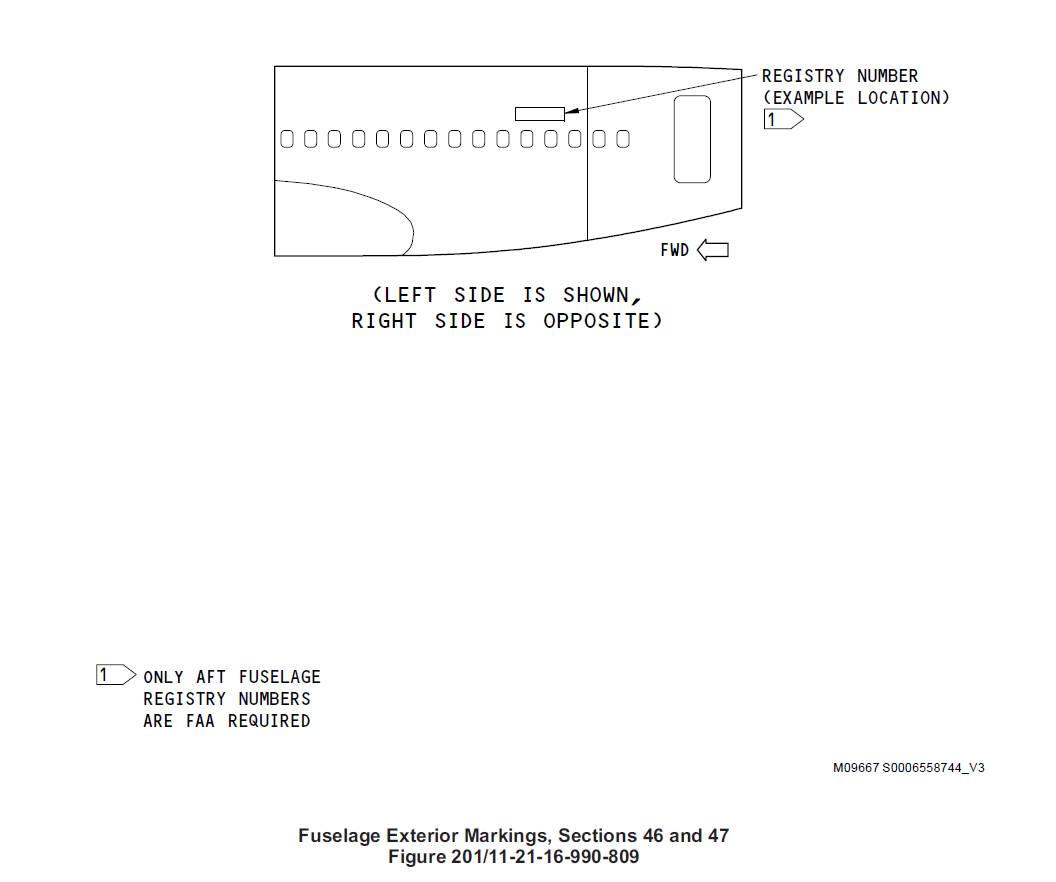 REGISTRY NUMBER
(EXAMPLE LOCATION)
1
FWD
(LEFT SIDE IS SHOWN,
RIGHT SIDE IS OPPOSITE)
1 ONLY AFT FUSELAGE
REGISTRY NUMBERS
ARE FAA REQUIRED
M09667 S0006558744_V3
Fuselage Exterior Markings, Sections 46 and 47
Figure 201/11-21-16-990-809